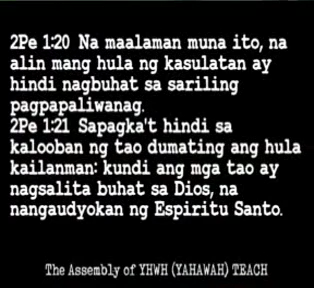 2Pe 1:20 Na maalaman muna ito, na
alin mang hula ng kasulatan ay
hindi nagbuhat sa sariling
pagpapaliwanag.
2Pe 1:21 Sapagka't hindi sa
kalooban ng tao dumating ang hula
kailanman: kundi ang mga tao ay
nagsalita buhat sa Dios, na
nangaudyokan ng Espiritu Santo.
The Assembly of YHWH (YAHAWAH) TEACH